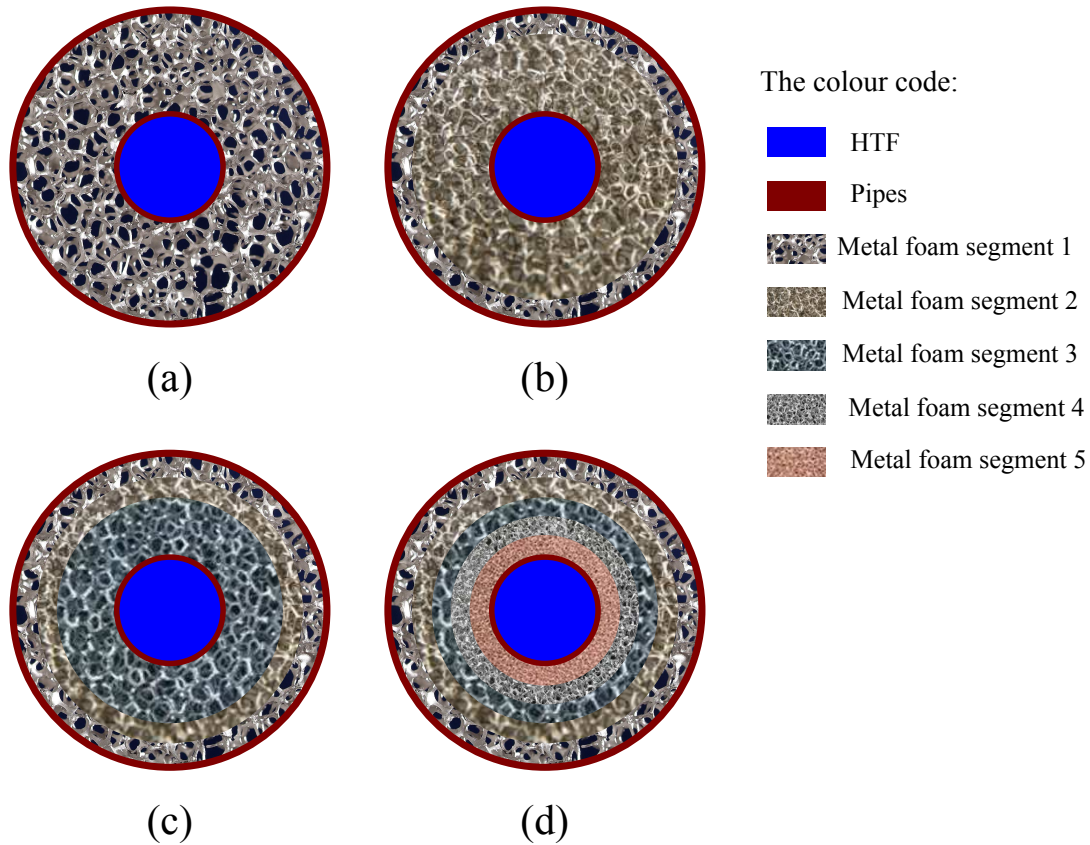 (a)
(b)
The colour code:
HTF
Pipes
Metal foam segment 1
Metal foam segment 2
Metal foam segment 3
Metal foam segment 4
Metal foam segment 5
(c)
(d)